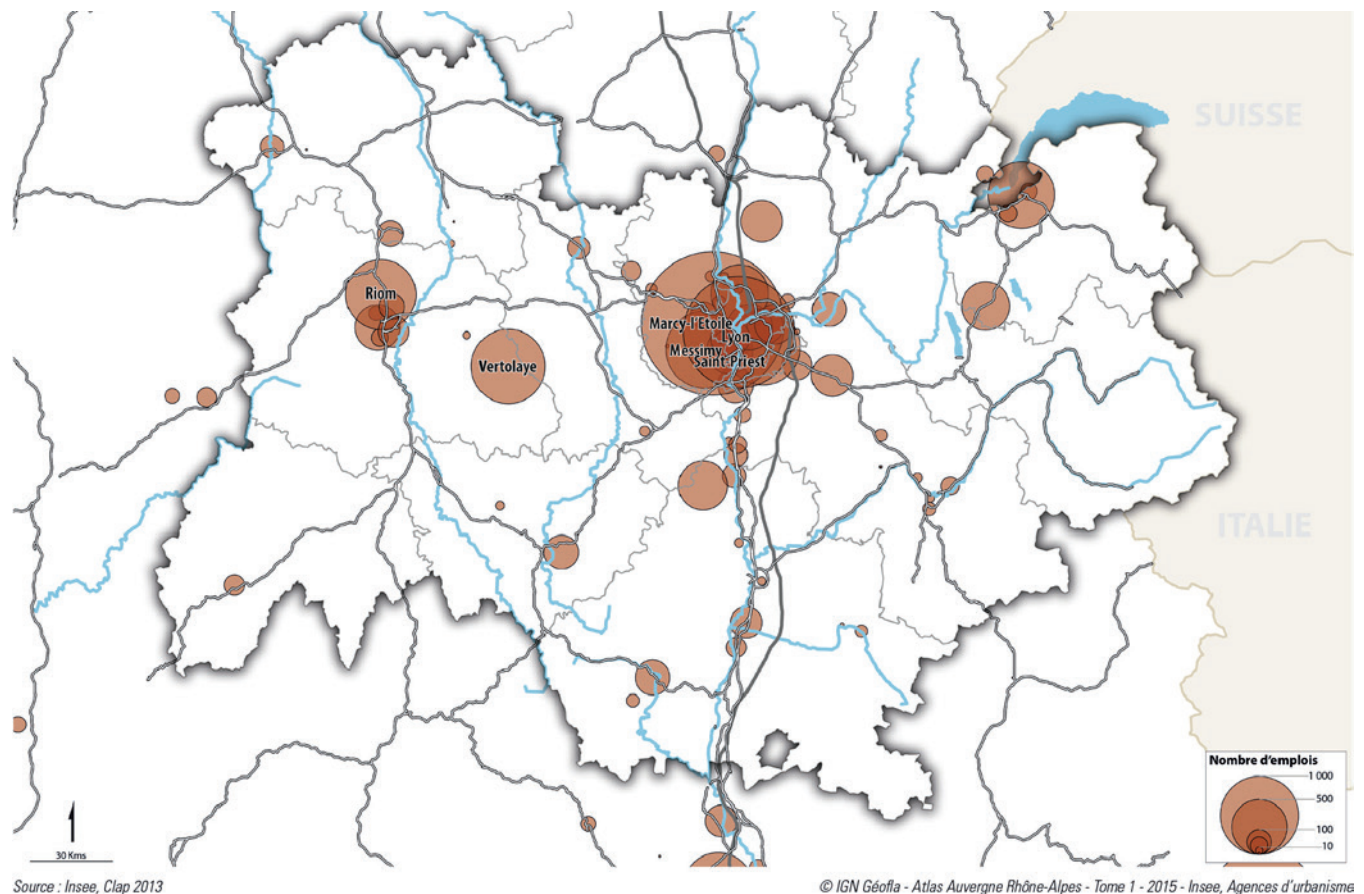 SUISSE
Riom
Marcy-l'Etoile
Lyon
Messimy
Saint-Priest
Vertolaye
ITALIE
Nombre d'emplois
1 000
500
100
10
30 Kms
Source : Insee, Clap 2013
© IGN Géofla - Atlas Auvergne Rhône-Alpes - Tome 1 - 2015 - Insee, Agences d'urbanisme